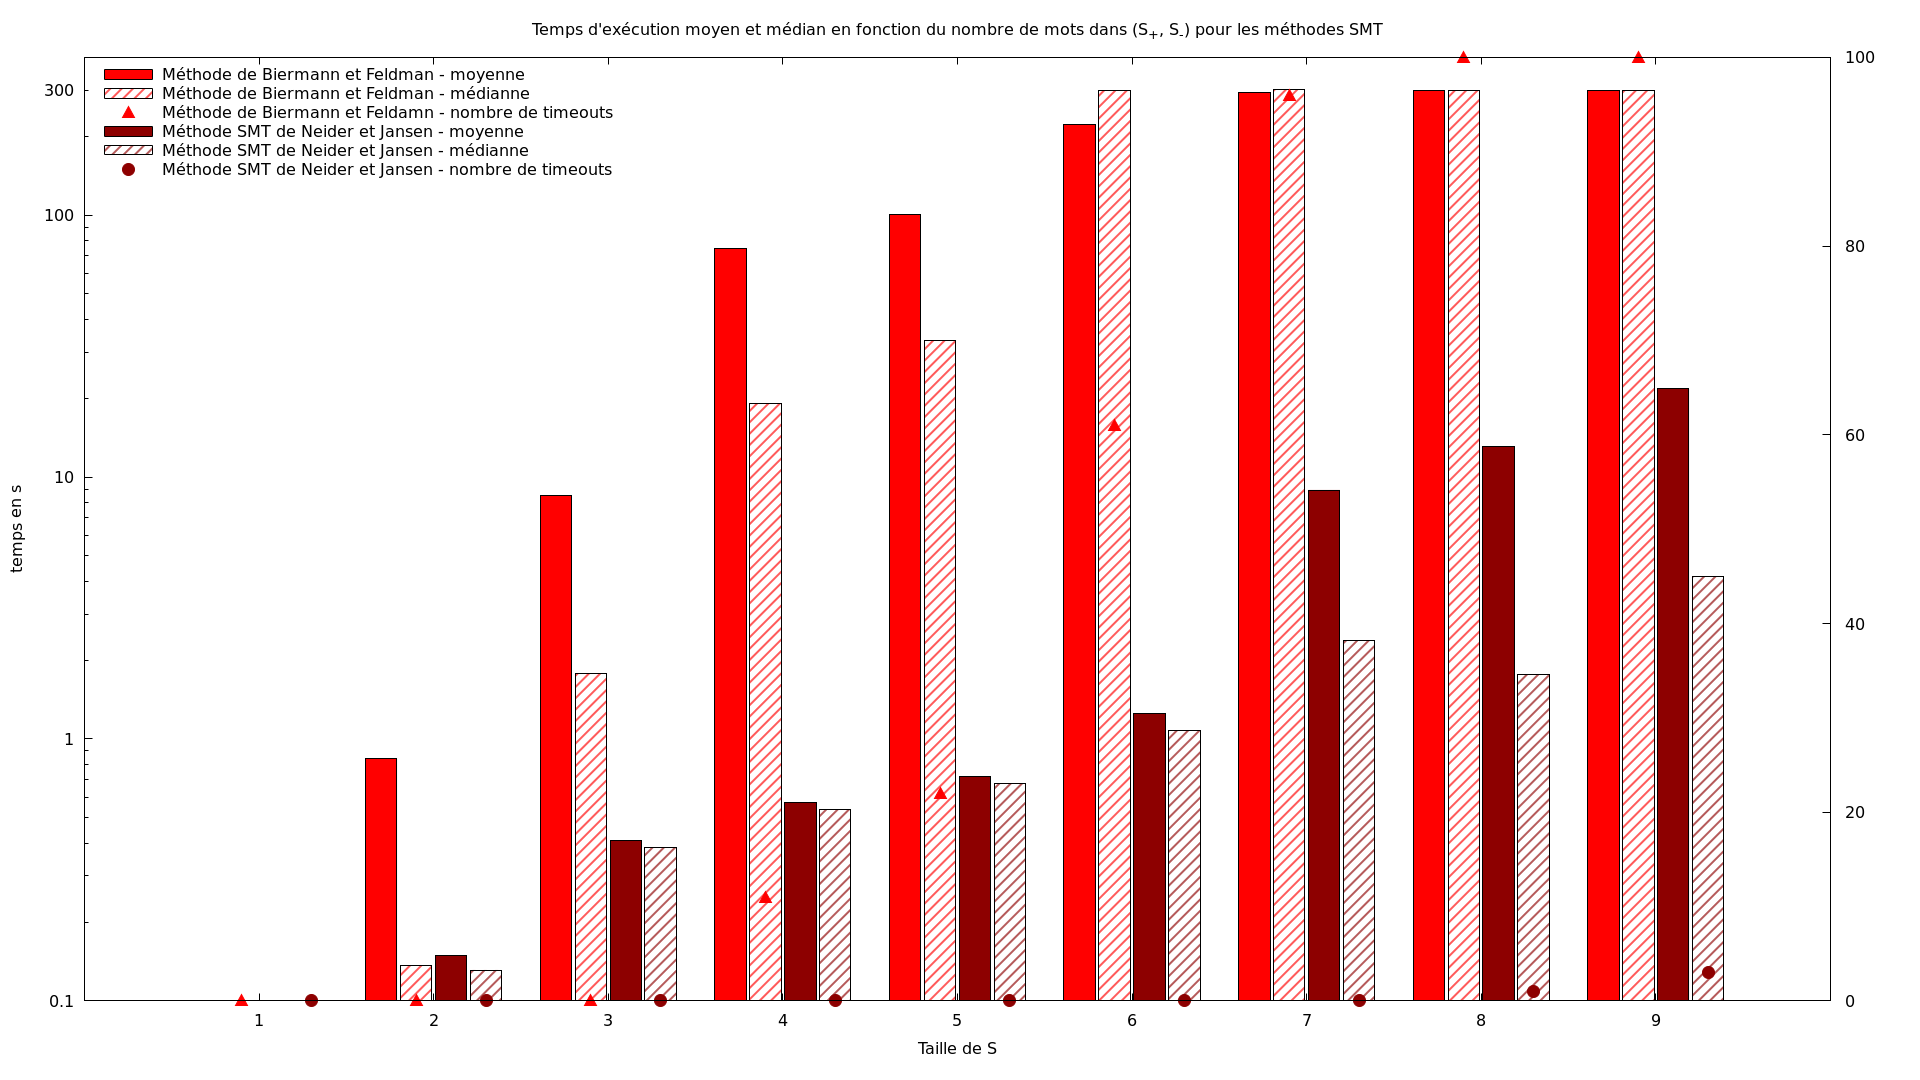 Temps d'exécution moyen et médian en fonction du nombre de mots dans (S₊, S₋) pour les méthodes SMT
Méthode de Biermann et Feldman - moyenne
Méthode de Biermann et Feldman - médianne
Méthode de Biermann et Feldamn - nombre de timeouts
Méthode SMT de Neider et Jansen - moyenne
Méthode SMT de Neider et Jansen - médianne
Méthode SMT de Neider et Jansen - nombre de timeouts
temps en s
300
100
10
1
0.1
100
80
60
40
20
0
1 2 3 4 5 6 7 8 9
Taille de S